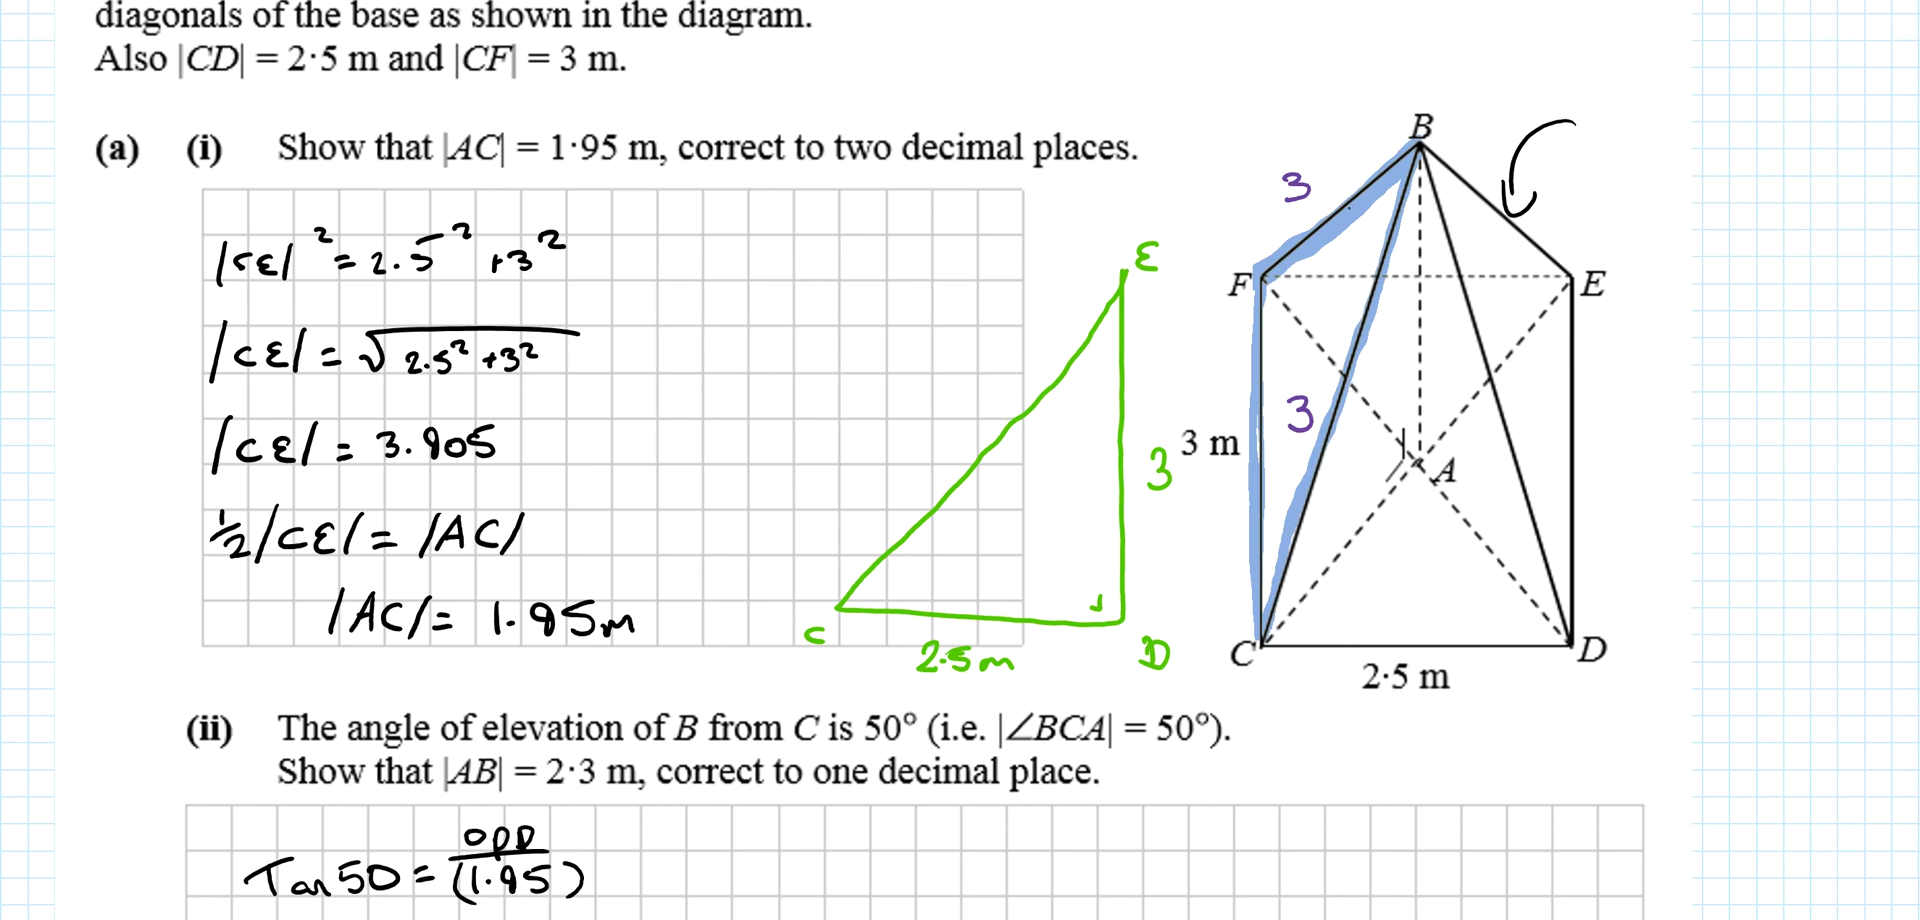 diagonals of the base as shown in the diagram.
Also |CD| = 2·5 m and |CF| = 3 m.
(a) (i) Show that |AC| = 1·95 m, correct to two decimal places.
|CE|² = 2.5² + 3²
|CE| = √2.5² + 3²
|CE| = 3.905
½|CE| = |AC|
|AC| = 1.95m
E
3
C
2.5m
D
B
3
F
E
3
3 m
A
C
D
2·5 m
(ii) The angle of elevation of B from C is 50° (i.e. |∠BCA| = 50°).
Show that |AB| = 2·3 m, correct to one decimal place.
Tan 50 = opp/(1.95)